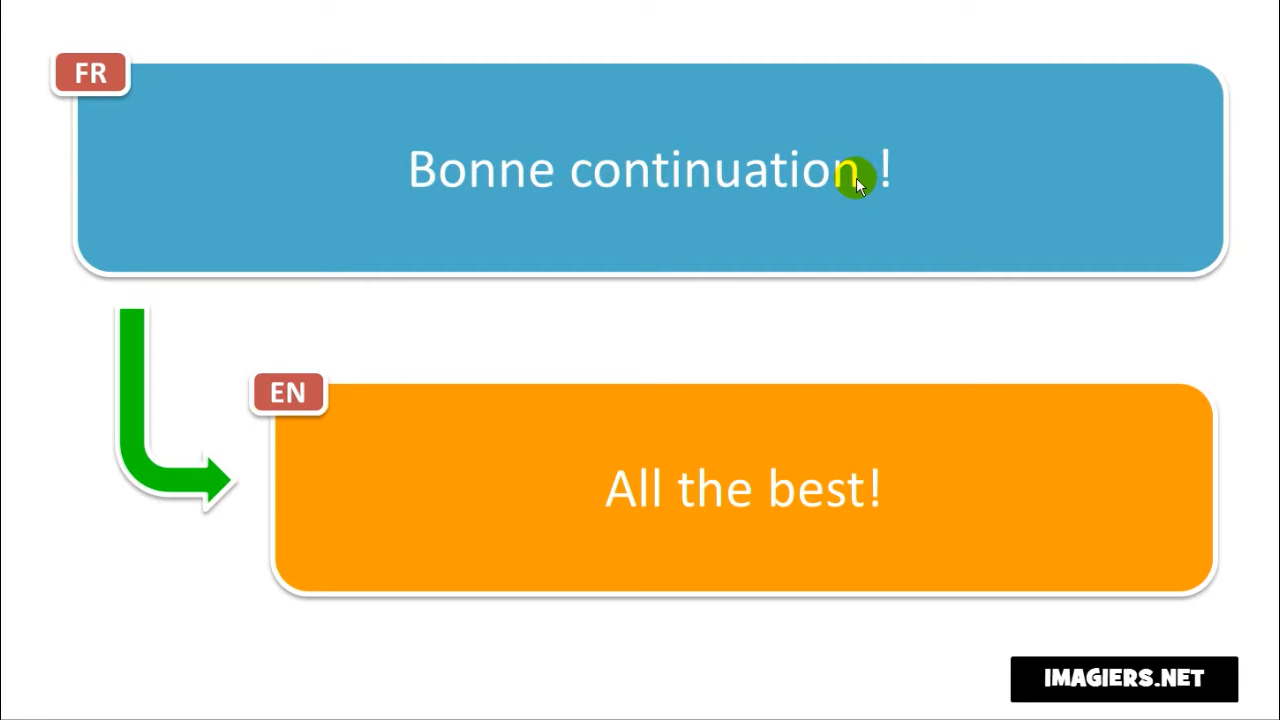 FR
Bonne continuation !
EN
All the best!
IMAGIERS.NET